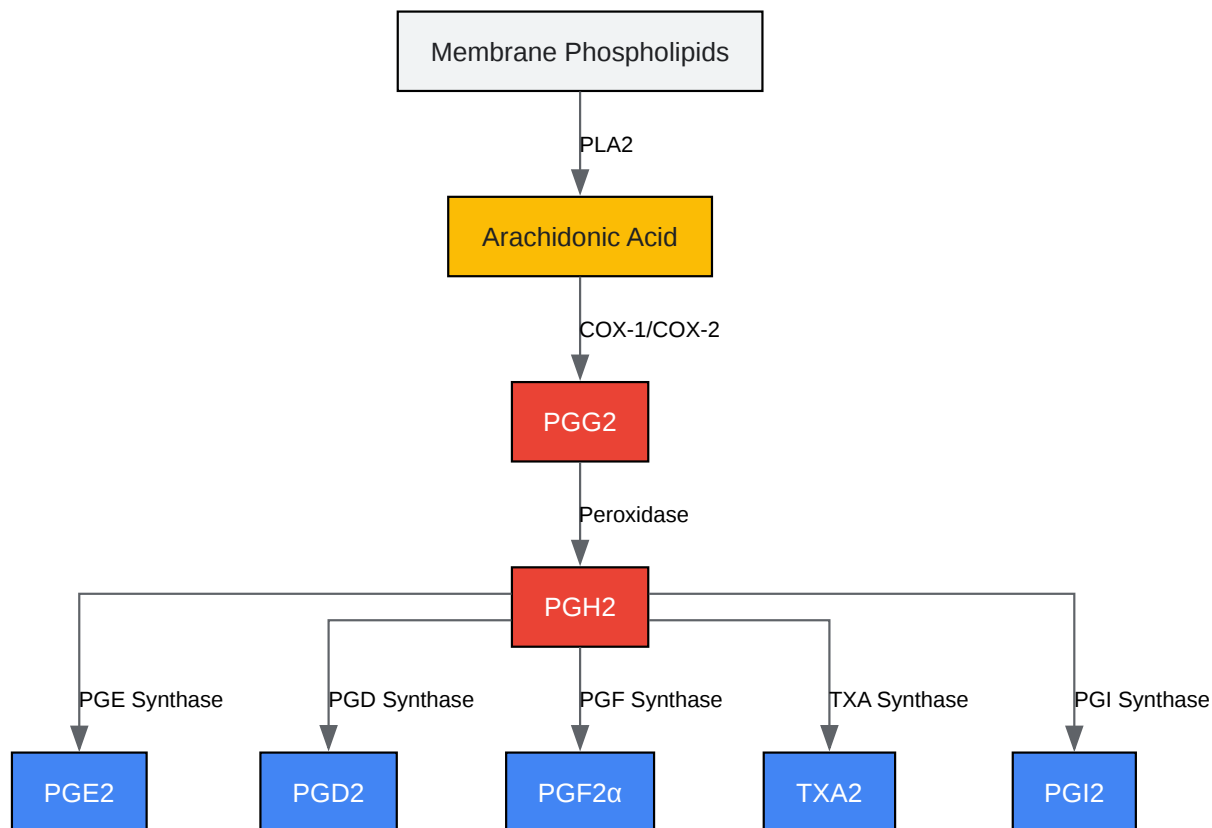 Membrane Phospholipids
PLA2
Arachidonic Acid
COX-1/COX-2
PGG2
Peroxidase
PGH2
PGE Synthase
PGD Synthase
PGF Synthase
TXA Synthase
PGI Synthase
PGE2
PGD2
PGF2α
TXA2
PGI2